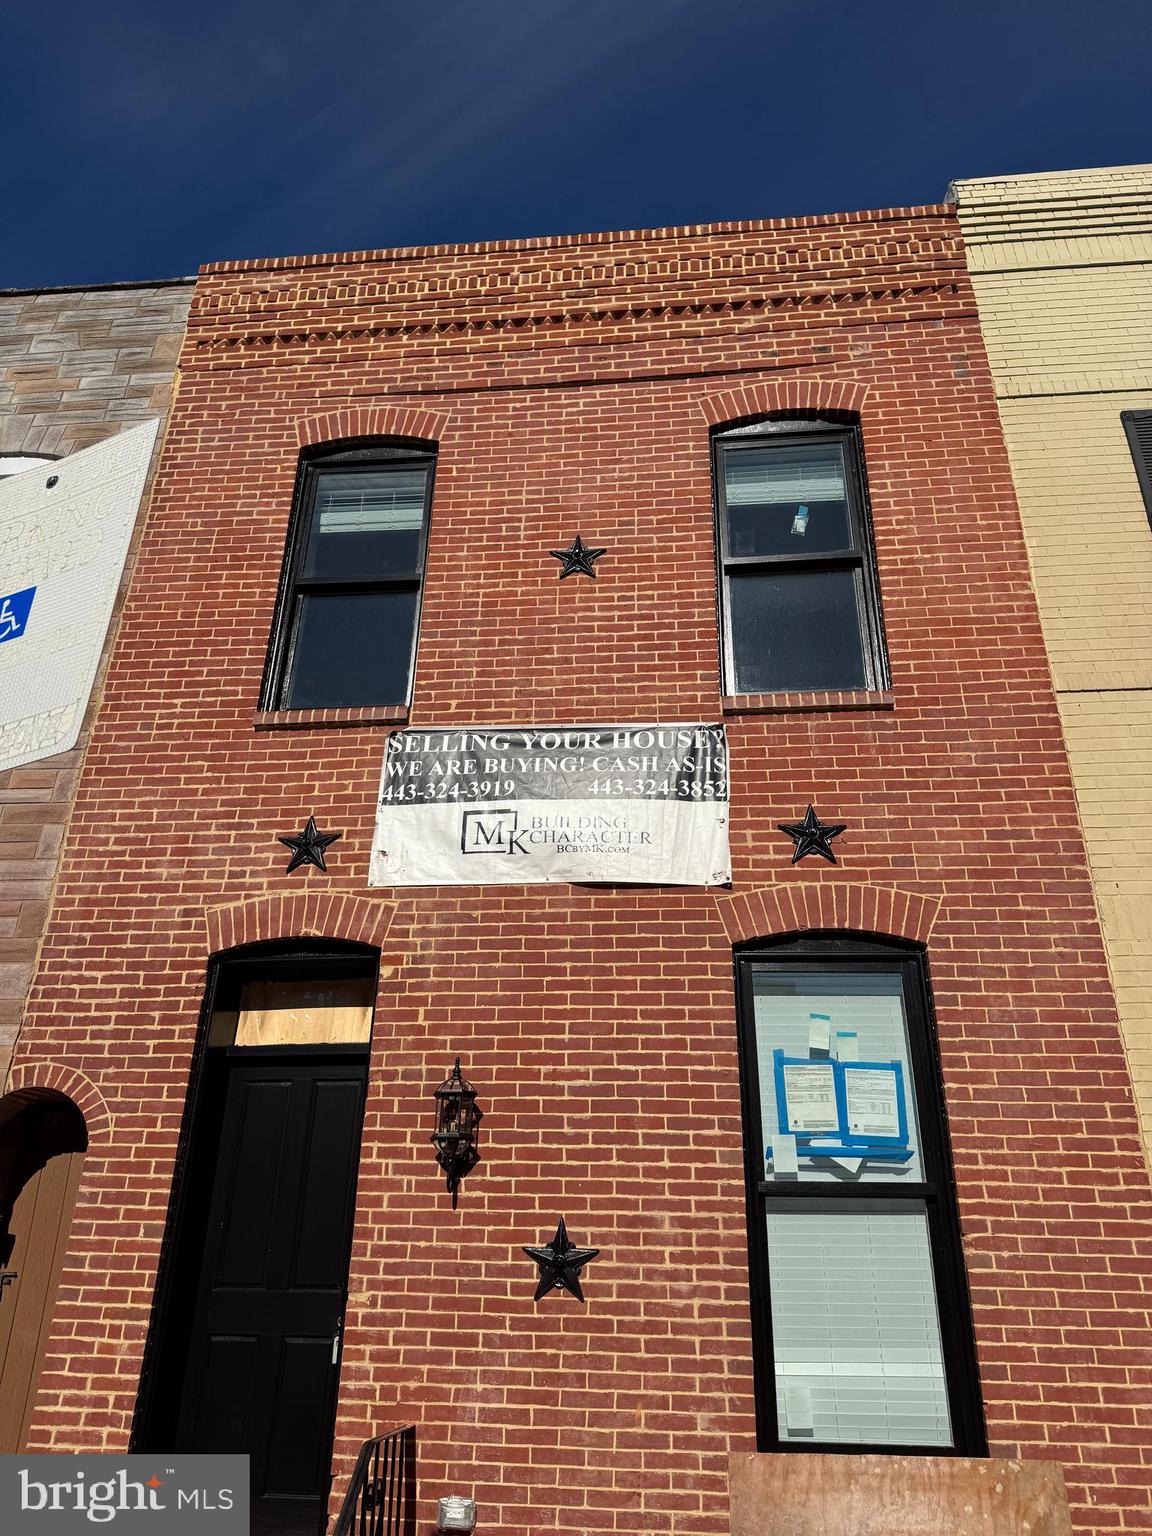 SELLING YOUR HOUSE?
WE ARE BUYING! CASH AS-IS
443-324-3919 443-324-3852
MK BUILDING
CHARACTER
BCBYMK.COM
bright™ MLS